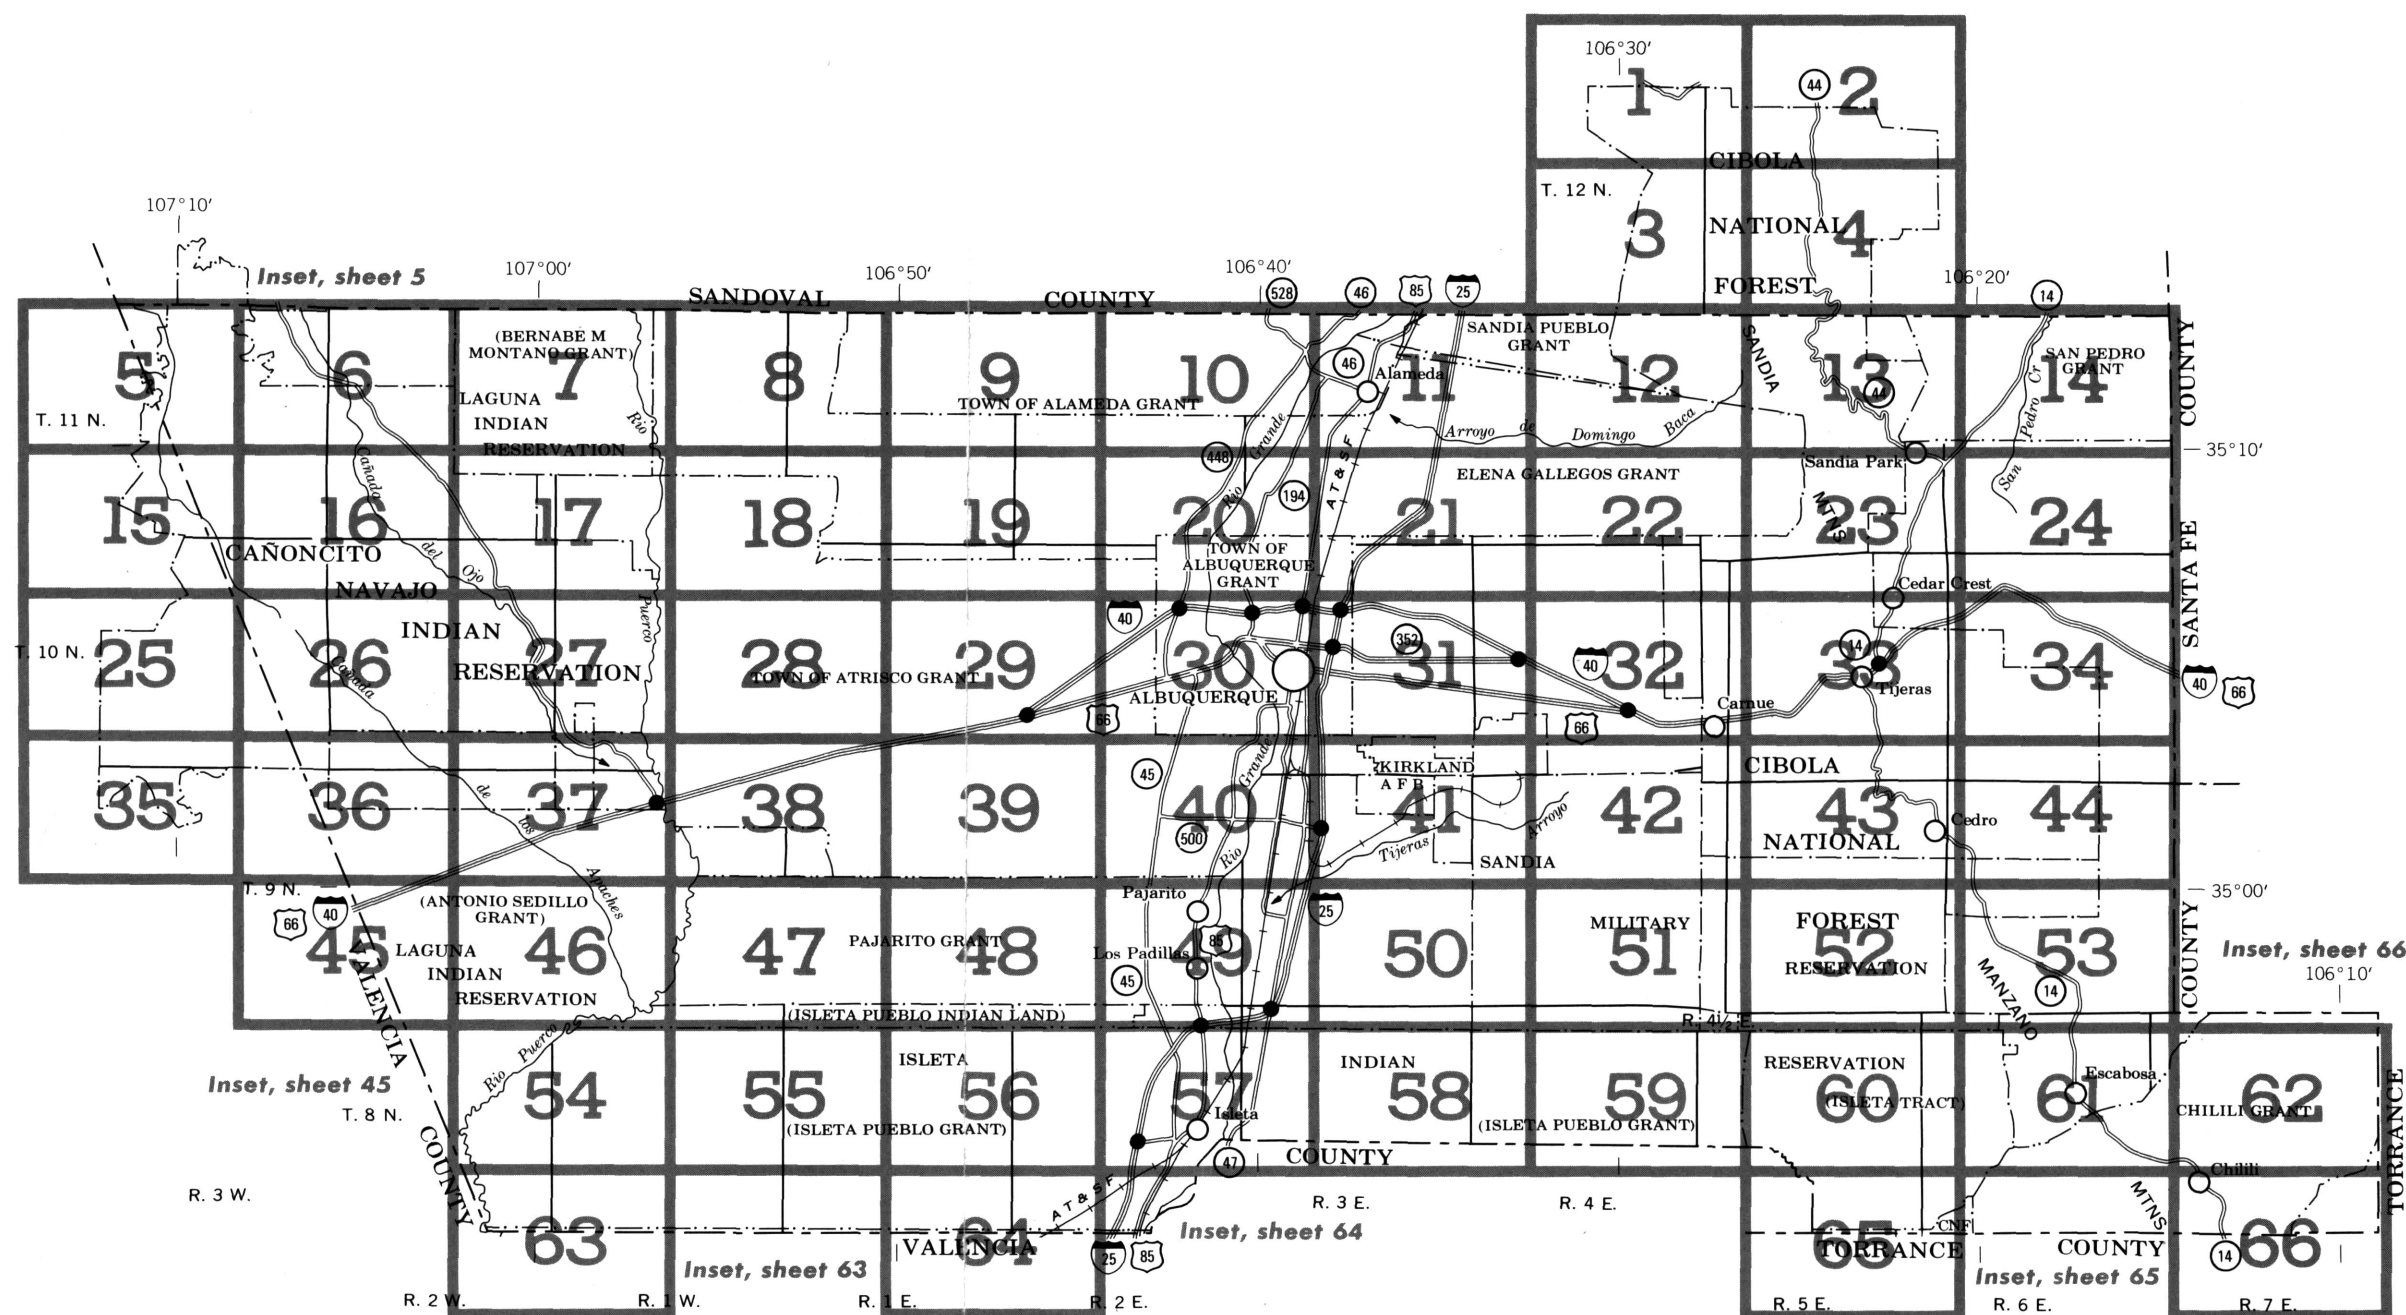 106°30'
1
44
2
CIBOLA
T. 12 N.
3
NATIONAL
4
FOREST
107°10'
Inset, sheet 5
107°00'
106°50'
106°40'
106°20'
SANDOVAL
COUNTY
528
46
85
25
14
5
6
(BERNABE M
MONTANO GRANT)
7
8
9
10
46
Alameda
11
SANDIA PUEBLO
GRANT
12
SANDIA
13
44
SAN PEDRO
GRANT
14
San Pedro Cr
COUNTY
T. 11 N.
LAGUNA
INDIAN
RESERVATION
Rio
TOWN OF ALAMEDA GRANT
Rio Grande
Arroyo de Domingo Baca
448
194
AT & SF
ELENA GALLEGOS GRANT
Sandia Park
35°10'
15
16
17
18
19
20
21
22
MTNS
23
24
CAÑONCITO
Cañada del Ojo
TOWN OF
ALBUQUERQUE
GRANT
NAVAJO
INDIAN
RESERVATION
Puerco
40
Cedar Crest
SANTA FE
T. 10 N.
25
26
27
28
29
30
352
31
40
32
14
33
34
TOWN OF ATRISCO GRANT
ALBUQUERQUE
Tijeras
Carnue
40
66
66
66
Cañada de los Apaches
35
36
37
38
39
45
40
Grande
KIRKLAND
A F B
41
42
CIBOLA
43
44
500
Rio
Tijeras Arroyo
SANDIA
NATIONAL
Cedro
T. 9 N.
35°00'
66
40
(ANTONIO SEDILLO
GRANT)
Pajarito
25
MILITARY
FOREST
COUNTY
45
46
47
PAJARITO GRANT
48
49
85
50
51
52
RESERVATION
53
LAGUNA
INDIAN
RESERVATION
Los Padillas
45
MANZANO
14
Inset, sheet 66
106°10'
VALENCIA
(ISLETA PUEBLO INDIAN LAND)
R. 4½ E.
Rio Puerco
Inset, sheet 45
T. 8 N.
54
55
ISLETA
56
57
INDIAN
58
59
RESERVATION
60
(ISLETA TRACT)
61
Escabosa
62
CHILILI GRANT
(ISLETA PUEBLO GRANT)
Isleta
(ISLETA PUEBLO GRANT)
COUNTY
47
COUNTY
TORRANCE
Chilili
R. 3 W.
AT & SF
R. 3 E.
R. 4 E.
MTNS
Inset, sheet 64
CNF
63
VALENCIA
64
25
85
65
TORRANCE
COUNTY
14
66
Inset, sheet 63
Inset, sheet 65
R. 2 W.
R. 1 W.
R. 1 E.
R. 2 E.
R. 5 E.
R. 6 E.
R. 7 E.